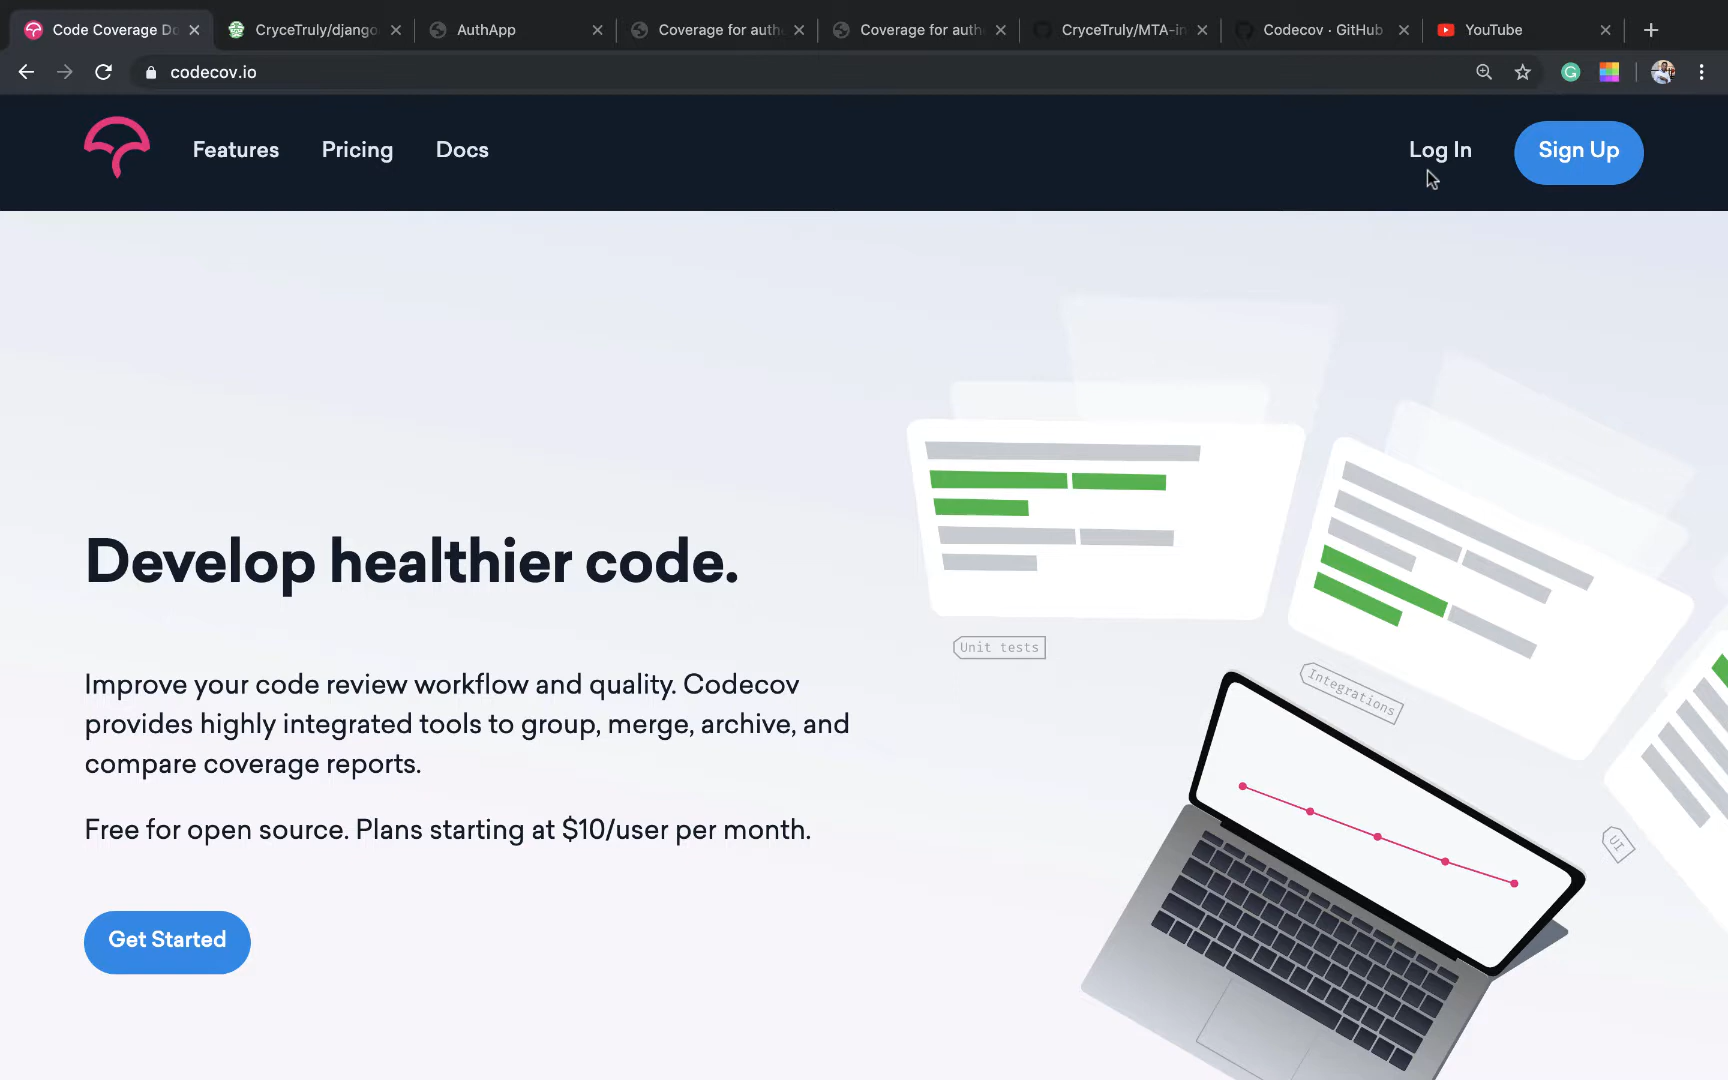 Code Coverage Do
CryceTruly/django
AuthApp
Coverage for auth
Coverage for auth
CryceTruly/MTA-in
Codecov · GitHub
YouTube
codecov.io
Features
Pricing
Docs
Log In
Sign Up
Develop healthier code.
Improve your code review workflow and quality. Codecov
provides highly integrated tools to group, merge, archive, and
compare coverage reports.
Free for open source. Plans starting at $10/user per month.
Get Started
Unit tests
Integrations
UI